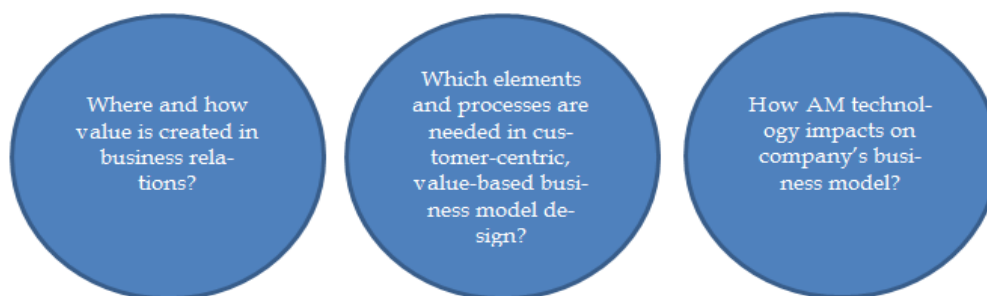 Where and how
value is created in
business rela-
tions?
Which elements
and processes are
needed in cus-
tomer-centric,
value-based busi-
ness model de-
sign?
How AM technol-
ogy impacts on
company's busi-
ness model?